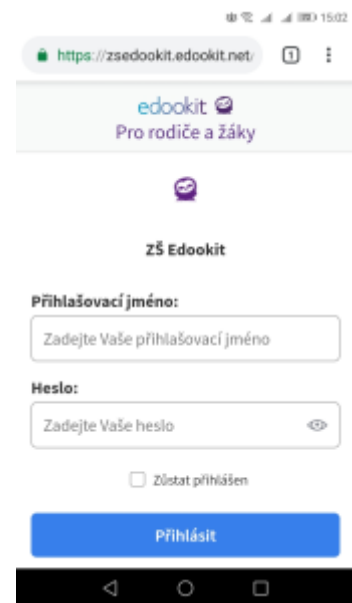 15:02
https://zsedookit.edookit.net/
1
edookit
Pro rodiče a žáky
ZŠ Edookit
Přihlašovací jméno:
Zadejte Vaše přihlašovací jméno
Heslo:
Zadejte Vaše heslo
Zůstat přihlášen
Přihlásit